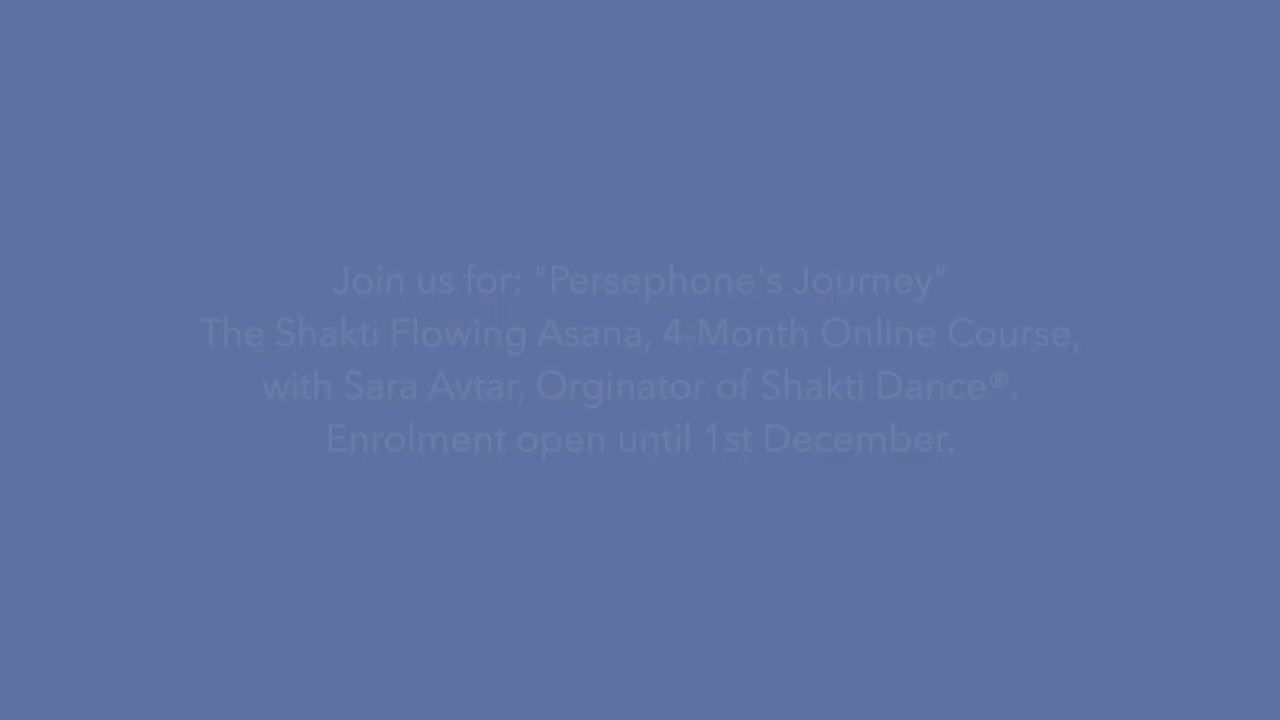 Join us for: "Persephone's Journey"
The Shakti Flowing Asana, 4-Month Online Course,
with Sara Avtar, Orginator of Shakti Dance®.
Enrolment open until 1st December.